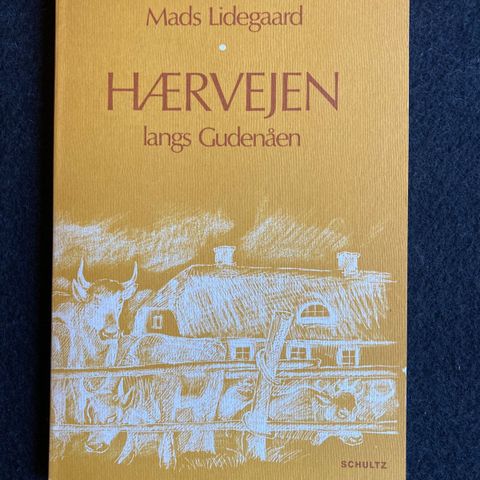 Mads Lidegaard
HÆRVEJEN
langs Gudenåen
SCHULTZ